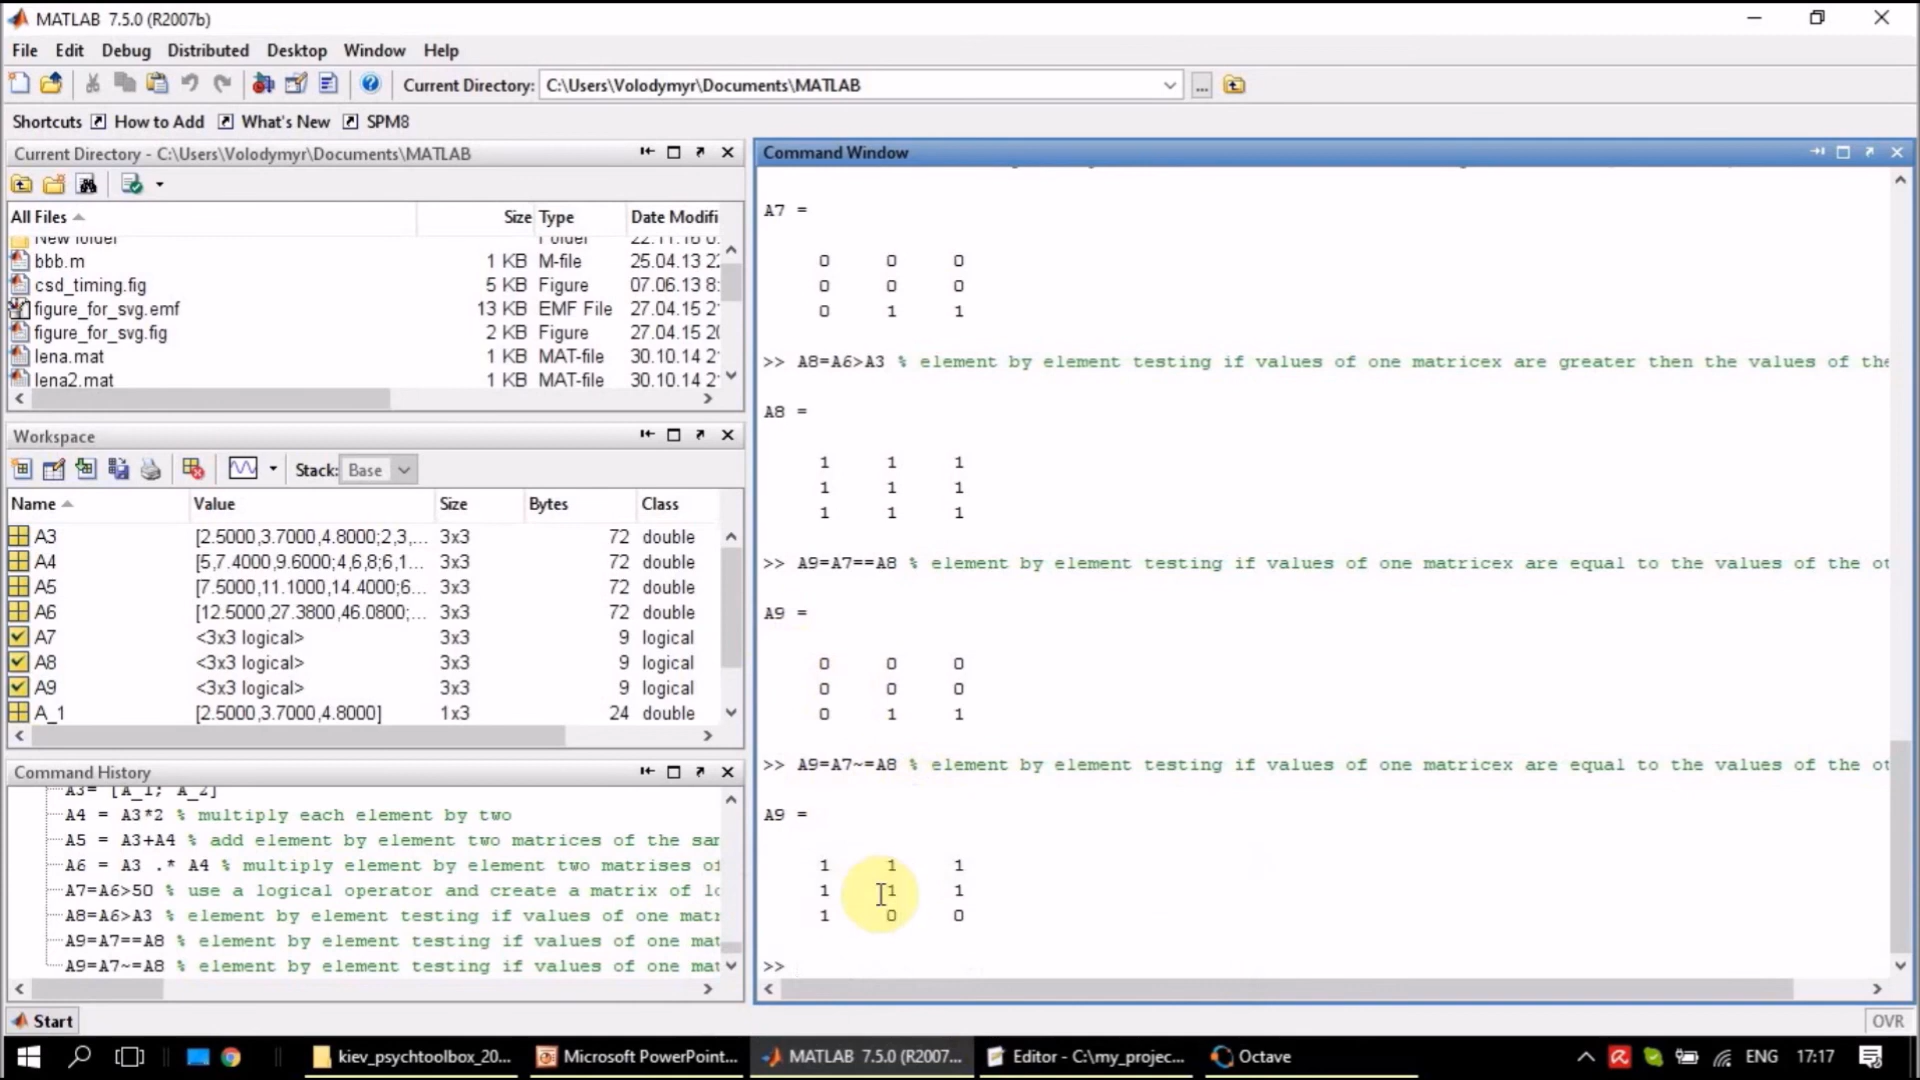 MATLAB 7.5.0 (R2007b)
File Edit Debug Distributed Desktop Window Help
Current Directory: C:\Users\Volodymyr\Documents\MATLAB ...
Shortcuts How to Add What's New SPM8
Current Directory - C:\Users\Volodymyr\Documents\MATLAB
All Files Size Type Date Modifi
New folder Folder 22.11.16
bbb.m 1 KB M-file 25.04.13 22
csd_timing.fig 5 KB Figure 07.06.13 8:
figure_for_svg.emf 13 KB EMF File 27.04.15 2
figure_for_svg.fig 2 KB Figure 27.04.15 20
lena.mat 1 KB MAT-file 30.10.14 2
lena2.mat 1 KB MAT-file 30.10.14 2
Workspace
Stack: Base
Name Value Size Bytes Class
A3 [2.5000,3.7000,4.8000;2,3,... 3x3 72 double
A4 [5,7.4000,9.6000;4,6,8;6,1... 3x3 72 double
A5 [7.5000,11.1000,14.4000;6... 3x3 72 double
A6 [12.5000,27.3800,46.0800;... 3x3 72 double
A7 <3x3 logical> 3x3 9 logical
A8 <3x3 logical> 3x3 9 logical
A9 <3x3 logical> 3x3 9 logical
A_1 [2.5000,3.7000,4.8000] 1x3 24 double
Command History
A3= [A_1; A_2]
A4 = A3*2 % multiply each element by two
A5 = A3+A4 % add element by element two matrices of the sam
A6 = A3 .* A4 % multiply element by element two matrises of
A7=A6>50 % use a logical operator and create a matrix of lo
A8=A6>A3 % element by element testing if values of one matr
A9=A7==A8 % element by element testing if values of one mat
A9=A7~=A8 % element by element testing if values of one mat
Command Window
A7 =
0 0 0
0 0 0
0 1 1
>> A8=A6>A3 % element by element testing if values of one matricex are greater then the values of the
A8 =
1 1 1
1 1 1
1 1 1
>> A9=A7==A8 % element by element testing if values of one matricex are equal to the values of the ot
A9 =
0 0 0
0 0 0
0 1 1
>> A9=A7~=A8 % element by element testing if values of one matricex are equal to the values of the ot
A9 =
1 1 1
1 1 1
1 0 0
>>
Start
OVR
kiev_psychtoolbox_20... Microsoft PowerPoint... MATLAB 7.5.0 (R2007... Editor - C:\my_projec... Octave ENG 17:17